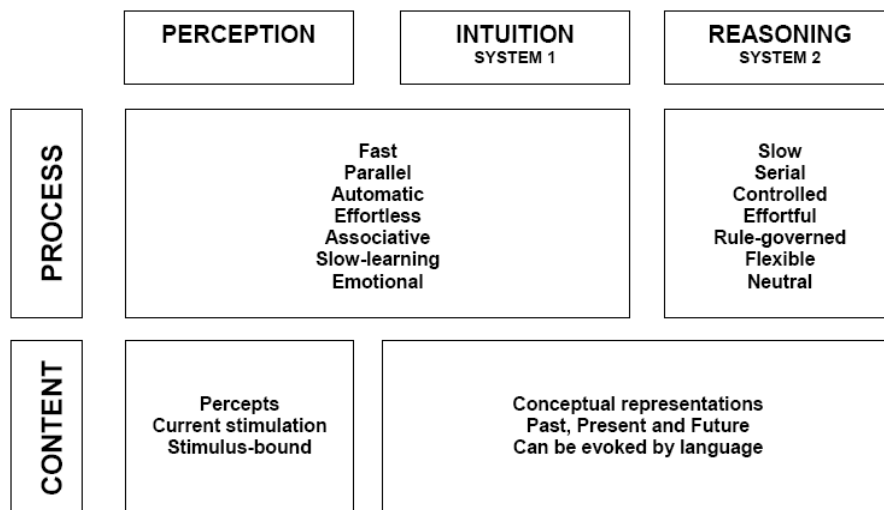 PERCEPTION
INTUITION
SYSTEM 1
REASONING
SYSTEM 2
PROCESS
Fast
Parallel
Automatic
Effortless
Associative
Slow-learning
Emotional
Slow
Serial
Controlled
Effortful
Rule-governed
Flexible
Neutral
CONTENT
Percepts
Current stimulation
Stimulus-bound
Conceptual representations
Past, Present and Future
Can be evoked by language